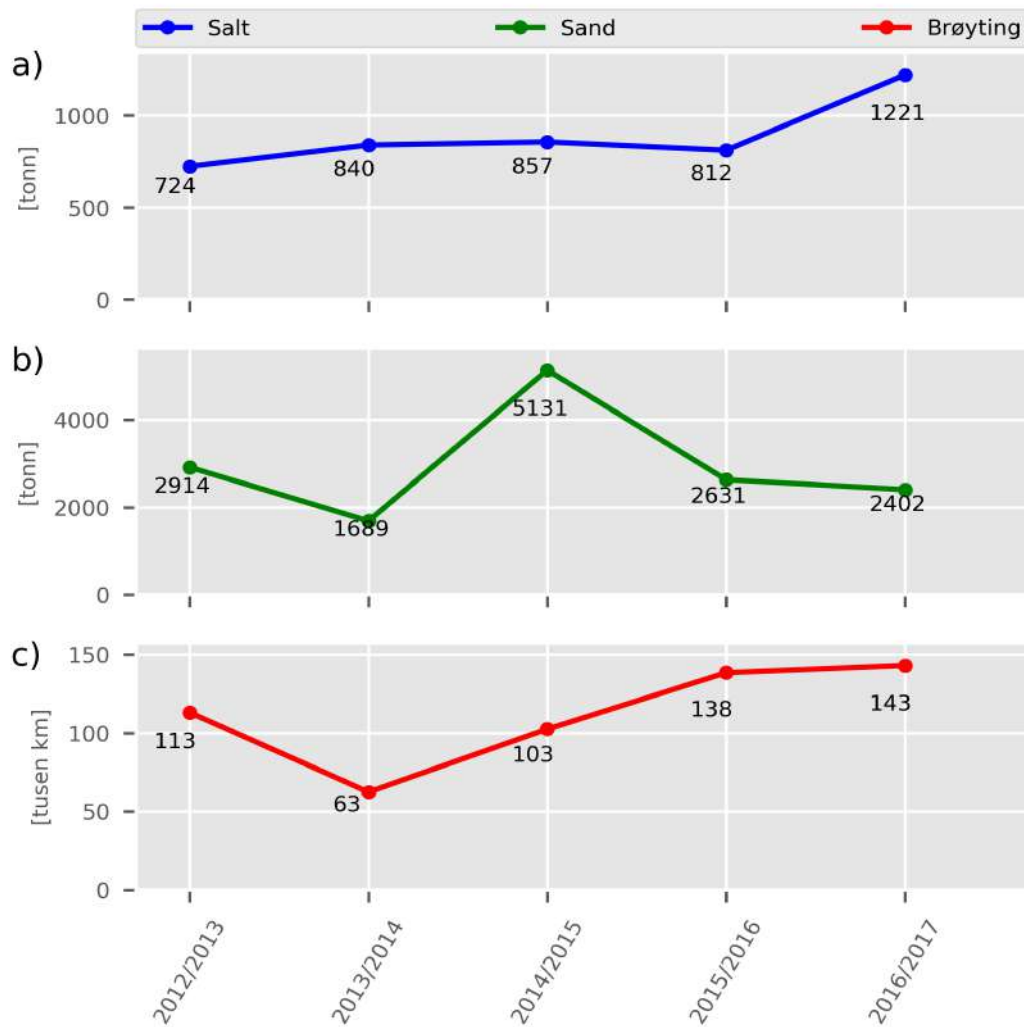 Salt Sand Brøyting
a)
1000
500
0
[tonn]
724 840 857 812 1221
b)
4000
2000
0
[tonn]
2914 1689 5131 2631 2402
c)
150
100
50
0
[tusen km]
113 63 103 138 143
2012/2013 2013/2014 2014/2015 2015/2016 2016/2017